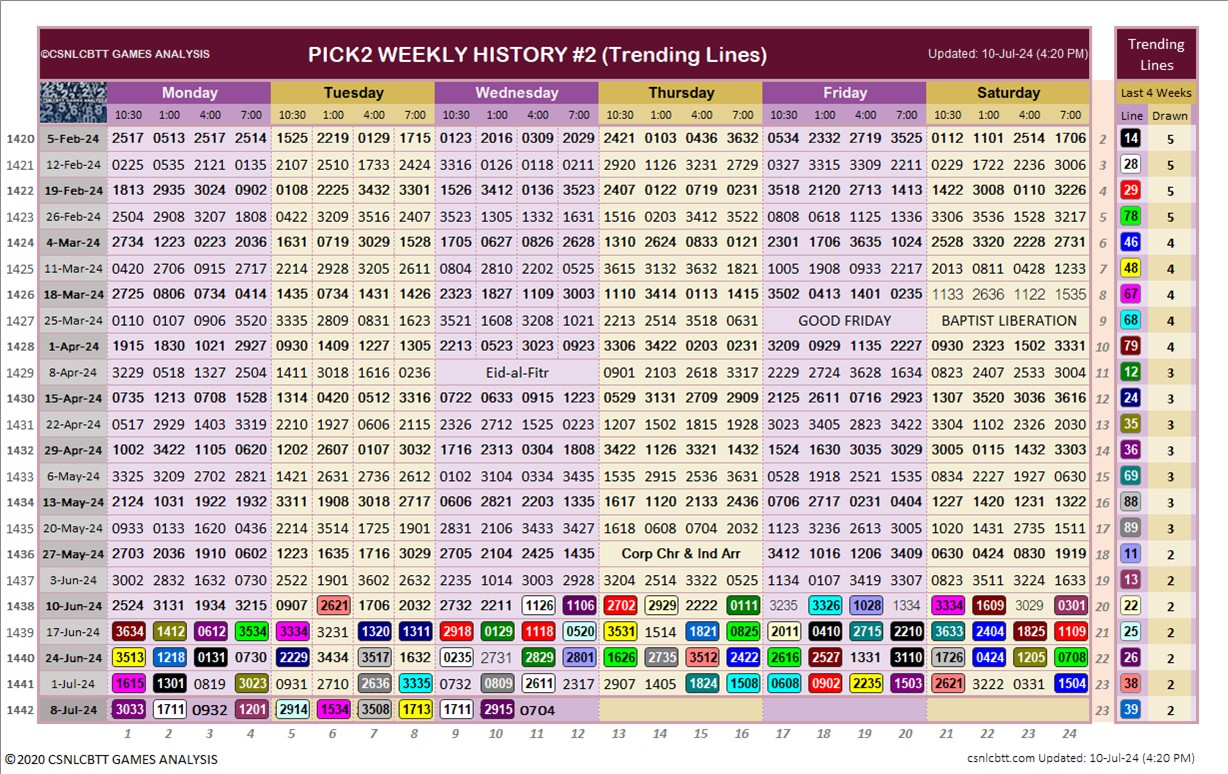 ©CSNLCBTT GAMES ANALYSIS PICK2 WEEKLY HISTORY #2 (Trending Lines) Updated: 10-Jul-24 (4:20 PM) Trending Lines
Monday Tuesday Wednesday Thursday Friday Saturday Last 4 Weeks
10:30 1:00 4:00 7:00 10:30 1:00 4:00 7:00 10:30 1:00 4:00 7:00 10:30 1:00 4:00 7:00 10:30 1:00 4:00 7:00 10:30 1:00 4:00 7:00 Line Drawn
1420 5-Feb-24 2517 0513 2517 2514 1525 2219 0129 1715 0123 2016 0309 2029 2421 0103 0436 3632 0534 2332 2719 3525 0112 1101 2514 1706 2 14 5
1421 12-Feb-24 0225 0535 2121 0135 2107 2510 1733 2424 3316 0126 0118 0211 2920 1126 3231 2729 0327 3315 3309 2211 0229 1722 2236 3006 3 28 5
1422 19-Feb-24 1813 2935 3024 0902 0108 2225 3432 3301 1526 3412 0136 3523 2407 0122 0719 0231 3518 2120 2713 1413 1422 3008 0110 3226 4 29 5
1423 26-Feb-24 2504 2908 3207 1808 0422 3209 3516 2407 3523 1305 1332 1631 1516 0203 3412 3522 0808 0618 1125 1336 3306 3536 1528 3217 5 78 5
1424 4-Mar-24 2734 1223 0223 2036 1631 0719 3029 1528 1705 0627 0826 2628 1310 2624 0833 0121 2301 1706 3635 1024 2528 3320 2228 2731 6 46 4
1425 11-Mar-24 0420 2706 0915 2717 2214 2928 3205 2611 0804 2810 2202 0525 3615 3132 3632 1821 1005 1908 0933 2217 2013 0811 0428 1233 7 48 4
1426 18-Mar-24 2725 0806 0734 0414 1435 0734 1431 1426 2323 1827 1109 3003 1110 3414 0113 1415 3502 0413 1401 0235 1133 2636 1122 1535 8 67 4
1427 25-Mar-24 0110 0107 0906 3520 3335 2809 0831 1623 3521 1608 3208 1021 2213 2514 3518 0631 GOOD FRIDAY BAPTIST LIBERATION 9 68 4
1428 1-Apr-24 1915 1830 1021 2927 0930 1409 1227 1303 2213 0523 3023 0923 3306 3422 0203 0231 3209 0929 1135 2227 0930 2323 1502 3331 10 79 4
1429 8-Apr-24 3229 0518 1327 2504 1411 3018 1616 0236 Eid-al-Fitr 0901 2103 2618 3317 2229 2724 3628 1634 0823 2407 2533 3004 11 12 3
1430 15-Apr-24 0735 1213 0708 1528 1314 0420 0512 3316 0722 0633 0915 1223 0529 3131 2709 2909 2125 2611 0716 2923 1307 3520 3036 3616 12 24 3
1431 22-Apr-24 0517 2929 1403 3319 2210 1927 0606 2115 2326 2712 1525 0223 1207 1502 1815 1928 3023 3405 2823 3422 3304 1102 2326 2030 13 35 3
1432 29-Apr-24 1002 3422 1105 0620 1202 2607 0107 3032 1716 2313 0304 1808 3422 1126 3321 1432 1524 1630 3035 3029 3005 0115 1432 3303 14 36 3
1433 6-May-24 3325 3209 2702 2821 1421 2631 2736 2611 0102 3104 0334 3435 1535 2915 2536 3631 0528 1918 2521 1535 0834 2227 1927 0630 15 69 3
1434 13-May-24 2124 1031 1922 1932 3311 1908 3018 2717 0606 2821 2203 1335 1617 1120 2133 2436 0706 2717 0231 0404 1227 1420 1231 1322 16 88 3
1435 20-May-24 0933 0133 1620 0436 2214 3514 1725 1901 2831 2106 3433 3427 1618 0608 0704 2032 1123 3236 2613 3005 1020 1431 2735 1511 17 89 3
1436 27-May-24 2703 2036 1910 0602 1223 1635 1716 3029 2705 2104 2425 1435 Corp Chr & Ind Arr 3412 1016 1206 3409 0630 0424 0830 1919 18 11 2
1437 3-Jun-24 3002 2832 1632 0730 2522 1901 3602 2632 2235 1014 3003 2928 3204 2514 3322 0525 1134 0107 3419 3307 0823 3511 3224 1633 19 13 2
1438 10-Jun-24 2524 3131 1934 3215 0907 2621 1706 2032 2732 2211 1126 1106 2702 2929 2222 0111 3235 3326 1028 1334 3334 1609 3029 0301 20 22 2
1439 17-Jun-24 3634 1412 0612 3534 3334 3231 1320 1311 2918 0129 1118 0520 3531 1514 1821 0825 2011 0410 2715 2210 3633 2404 1825 1109 21 25 2
1440 24-Jun-24 3513 1218 0131 0730 2229 3434 3517 1632 0235 2731 2829 2801 1626 2735 3512 2422 2616 2527 1331 3110 1726 0424 1205 0708 22 26 2
1441 1-Jul-24 1615 1301 0819 3023 0931 2710 2636 3335 0732 0809 2611 2317 2907 1405 1824 1508 0608 0902 2235 1503 2621 3222 0331 1504 23 38 2
1442 8-Jul-24 3033 1711 0932 1201 2914 1534 3508 1713 1711 2915 0704 23 39 2
1 2 3 4 5 6 7 8 9 10 11 12 13 14 15 16 17 18 19 20 21 22 23 24
©2020 CSNLCBTT GAMES ANALYSIS csnlcbtt.com Updated: 10-Jul-24 (4:20 PM)